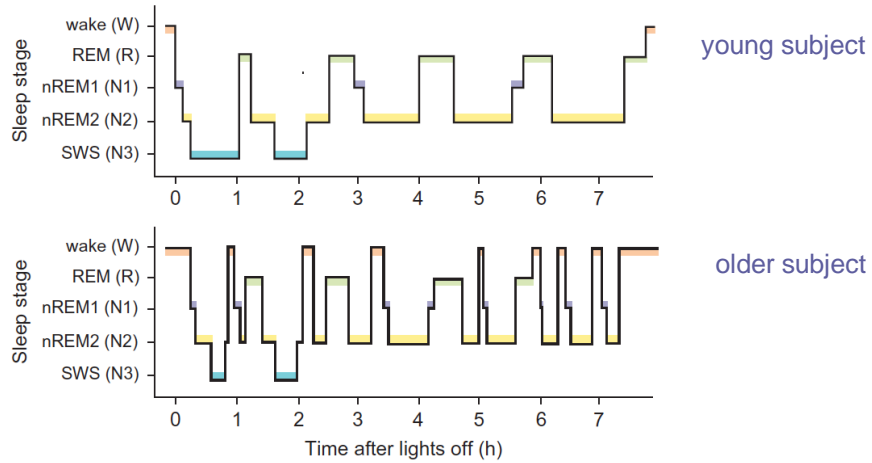 wake (W)
REM (R)
nREM1 (N1)
nREM2 (N2)
SWS (N3)
Sleep stage
0 1 2 3 4 5 6 7
young subject
wake (W)
REM (R)
nREM1 (N1)
nREM2 (N2)
SWS (N3)
Sleep stage
0 1 2 3 4 5 6 7
Time after lights off (h)
older subject